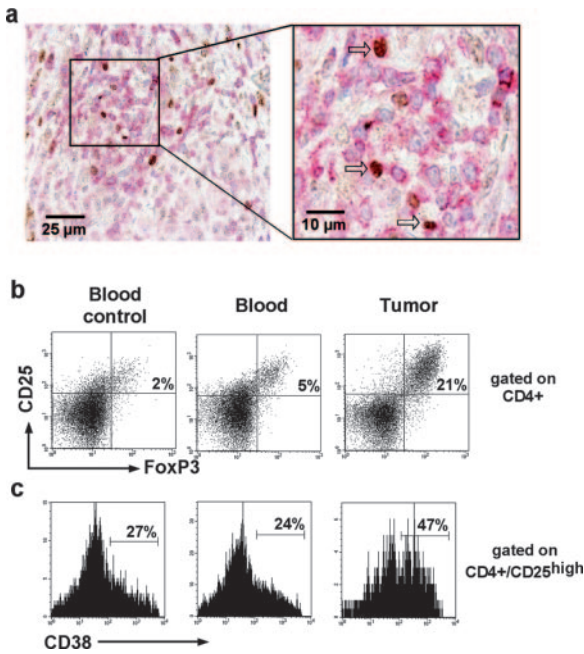 a
25 µm
10 µm
b
Blood control
Blood
Tumor
CD25
2%
5%
21%
gated on
CD4+
FoxP3
c
27%
24%
47%
gated on
CD4+/CD25high
CD38